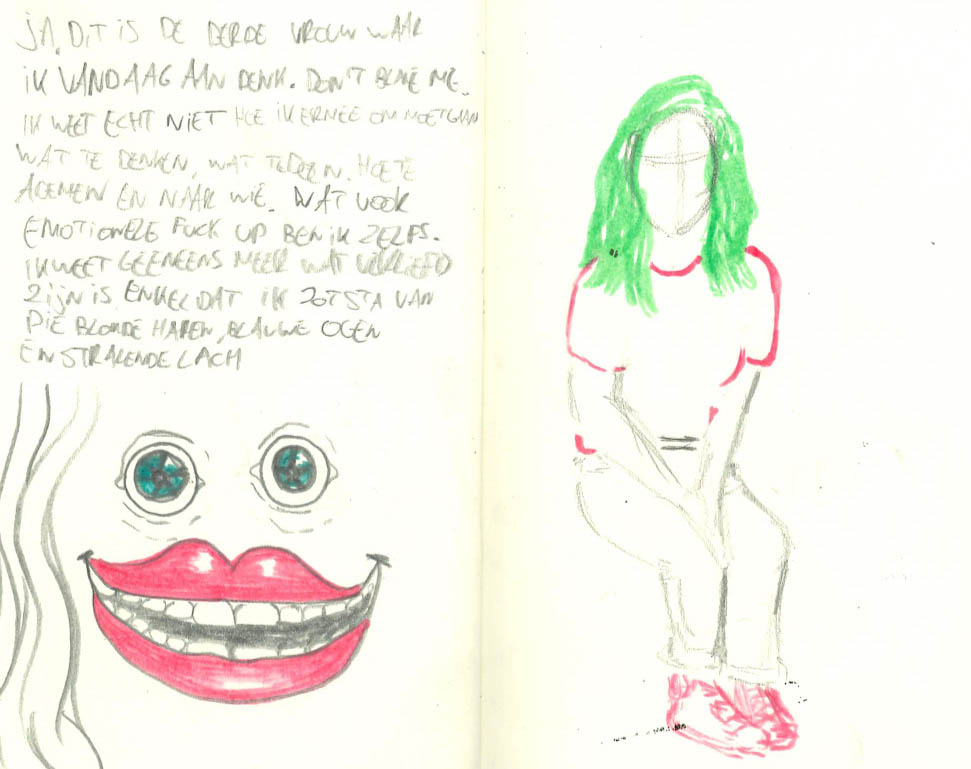 JA, DIT IS DE DERDE VROUW WAAR
IK VANDAAG AAN DENK. DON'T BLAME ME.
IK WEET ECHT NIET HOE IK ERMEE OM MOET GAAN
WAT TE DENKEN, WAT TE DOEN. HOE TE
ADEMEN EN NAAR WIE. WAT VOOR
EMOTIONELE FUCK UP BEN IK ZELFS.
IK WEET GEENEENS MEER WAT VERLIEFD
ZIJN IS. ENKEL DAT IK ZOT STA VAN
DIE BLONDE HAREN, BLAUWE OGEN
EN STRALENDE LACH